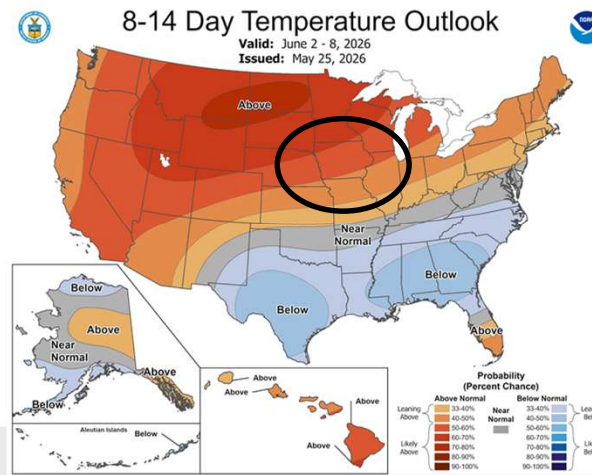 8-14 Day Temperature Outlook
Valid: June 2 - 8, 2026
Issued: May 25, 2026
NOAA
Above
Near
Normal
Below
Below
Above
Below
Above
Near
Normal
Above
Below
Aleutian Islands
Below
Above
Above
Above
Above
Probability
(Percent Chance)
Above Normal
Below Normal
Leaning
Above
33-40%
40-50%
Near
Normal
33-40%
40-50%
Likely
Above
50-60%
60-70%
70-80%
80-90%
90-100%
50-60%
60-70%
70-80%
80-90%
90-100%